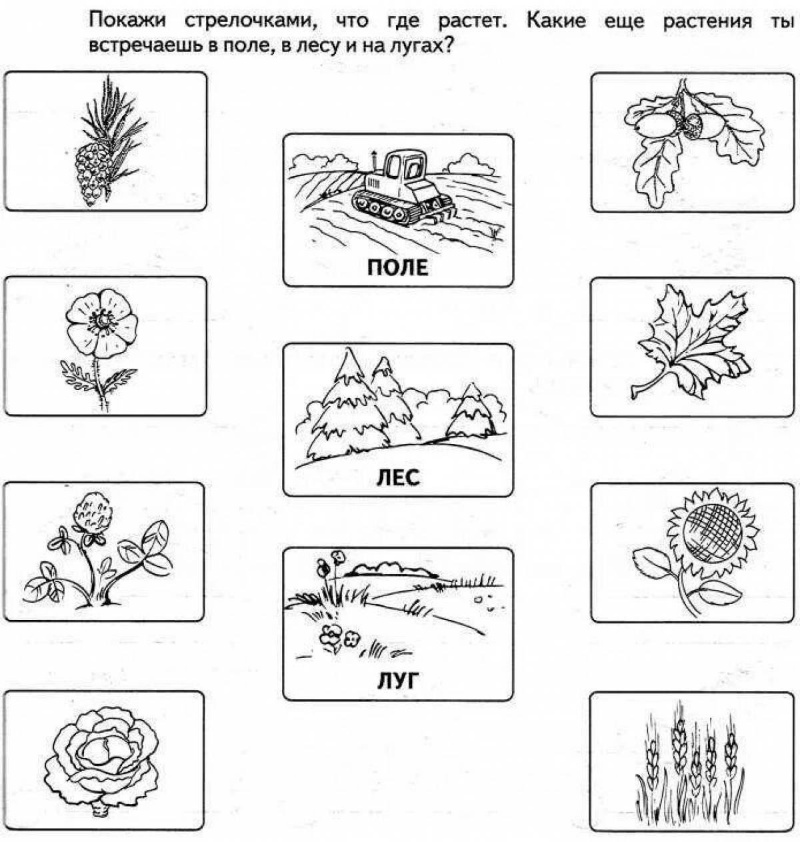 Покажи стрелочками, что где растет. Какие еще растения ты
встречаешь в поле, в лесу и на лугах?
ПОЛЕ
ЛЕС
ЛУГ